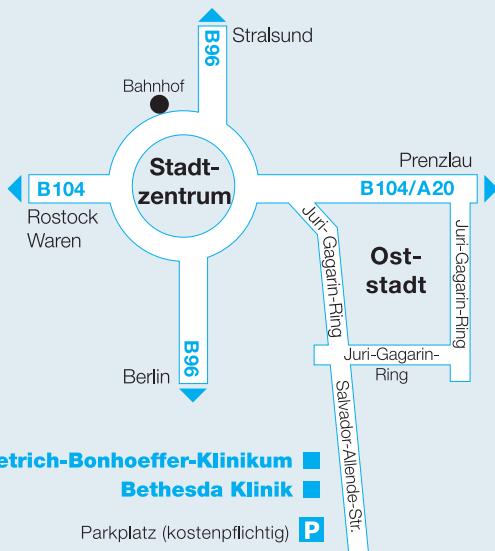 B96
Stralsund
Bahnhof
Stadt-
zentrum
Prenzlau
B104
B104/A20
Rostock
Waren
Juri-Gagarin-Ring
Juri-Gagarin-Ring
Ost-
stadt
Juri-Gagarin-
Ring
B96
Berlin
Salvador-Allende-Str.
etrich-Bonhoeffer-Klinikum
Bethesda Klinik
Parkplatz (kostenpflichtig) P